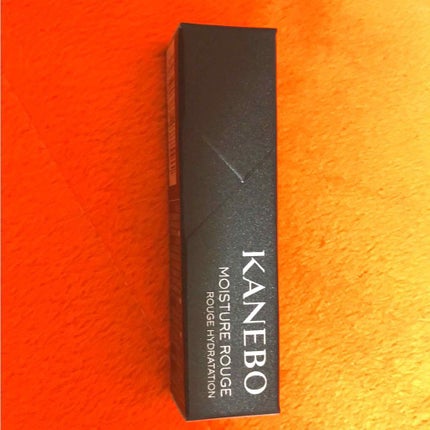 KANEBO
MOISTURE ROUGE
ROUGE HYDRATATION